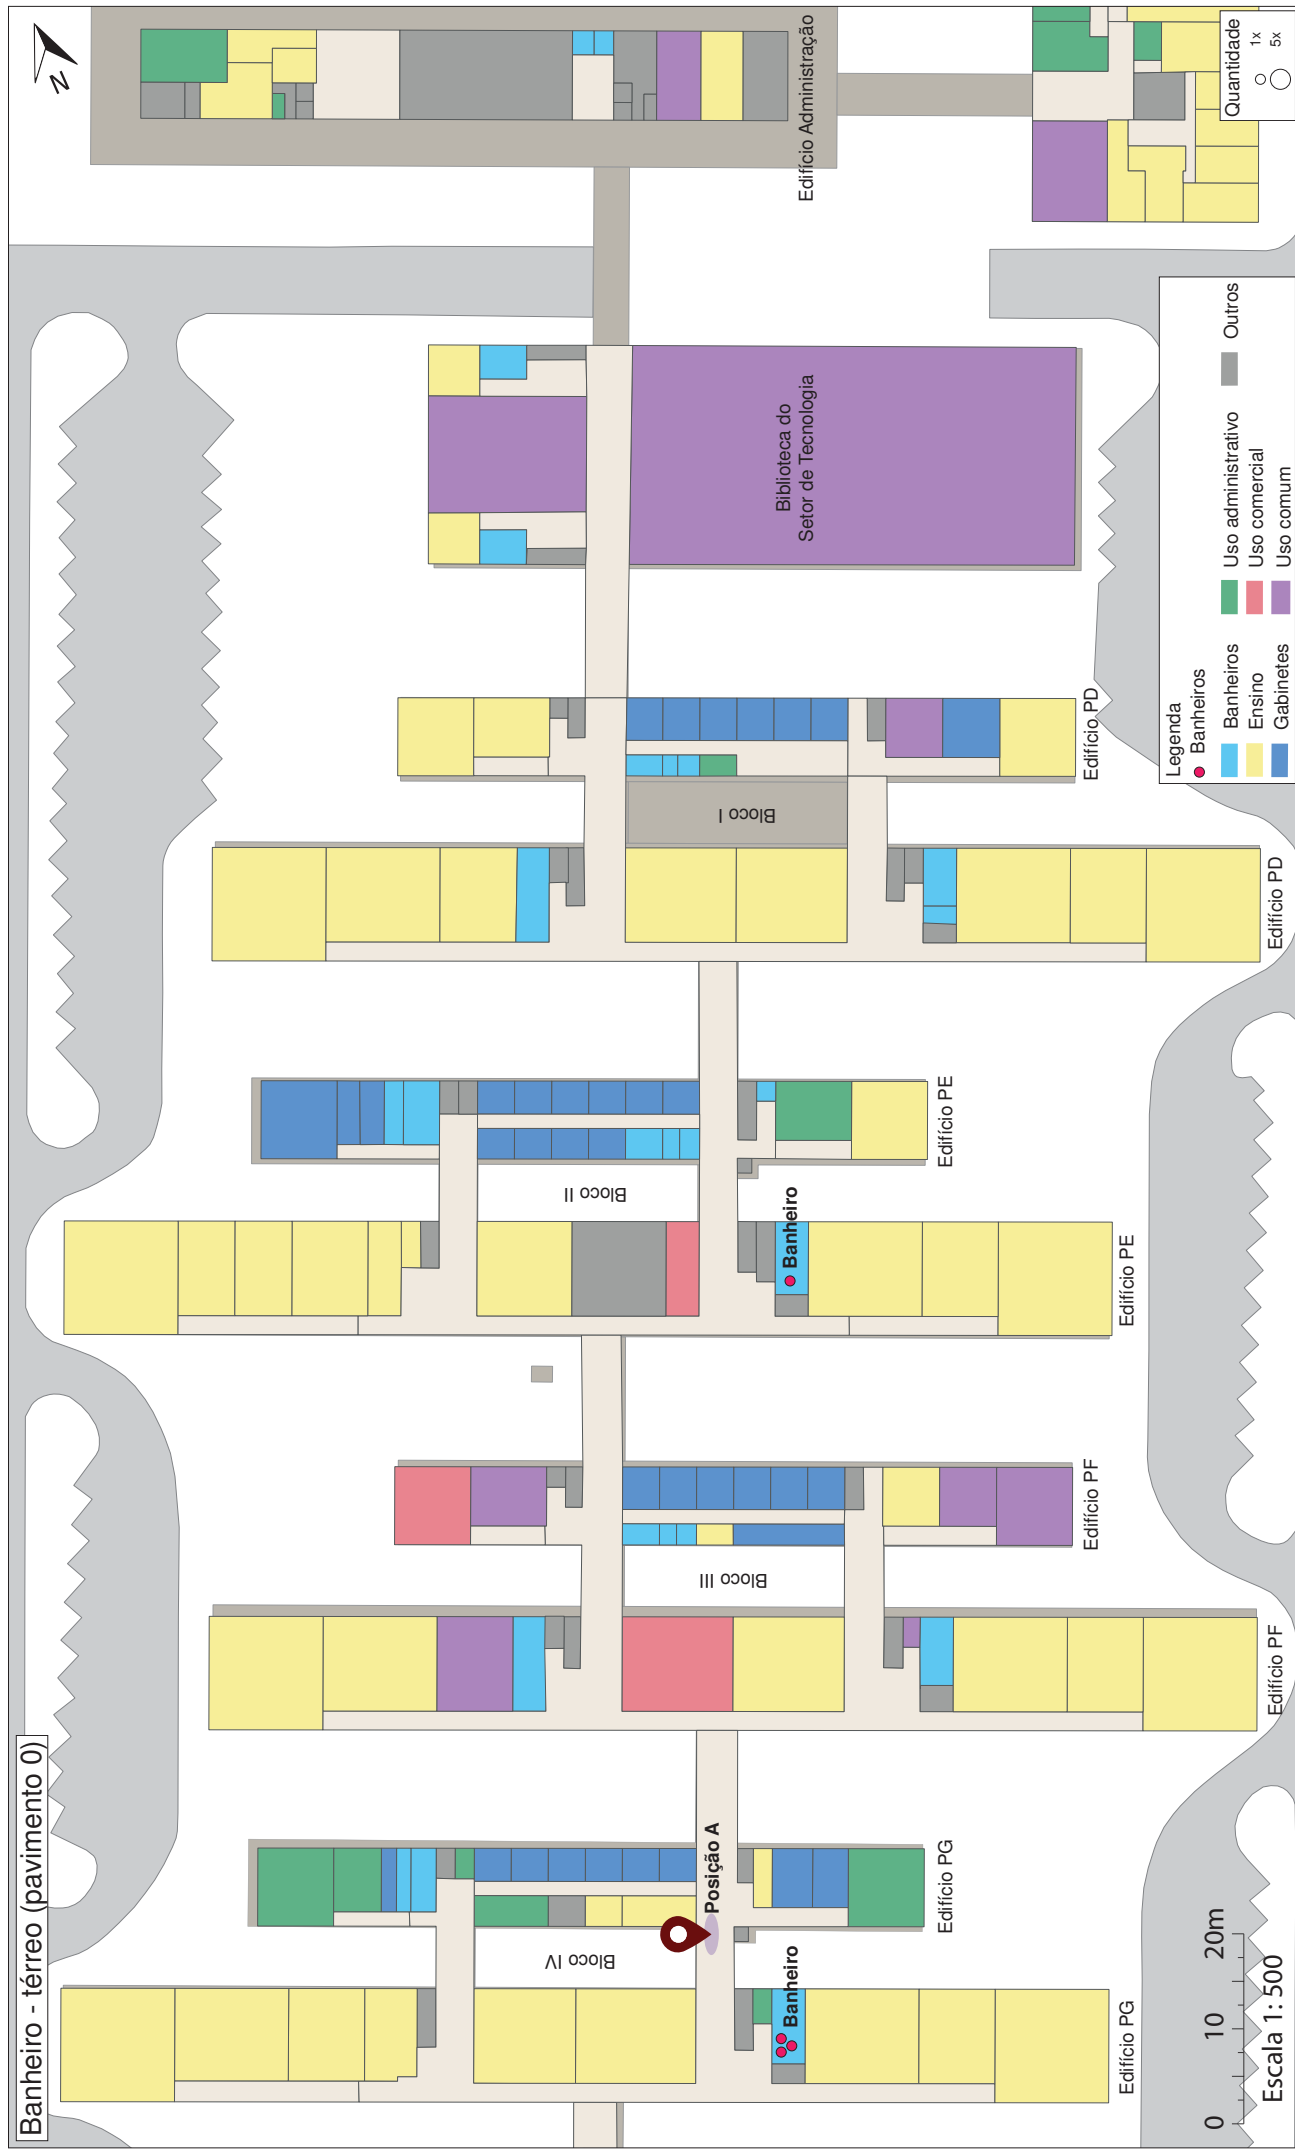 Banheiro - térreo (pavimento 0)
N
Edifício Administração
Quantidade
1x
5x
Biblioteca do
Setor de Tecnologia
Edifício PD
Bloco I
Edifício PD
Edifício PE
Bloco II
Banheiro
Edifício PE
Edifício PF
Bloco III
Edifício PF
Posição A
Edifício PG
Bloco IV
Banheiro
Edifício PG
Legenda
Banheiros
Banheiros
Ensino
Gabinetes
Uso administrativo
Uso comercial
Uso comum
Outros
0 10 20m
Escala 1: 500